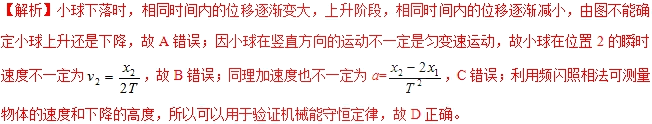 【解析】小球下落时，相同时间内的位移逐渐变大，上升阶段，相同时间内的位移逐渐减小，由图不能确
定小球上升还是下降，故 A 错误；因小球在竖直方向的运动不一定是匀变速运动，故小球在位置 2 的瞬时
速度不一定为 v₂ = x₂/2T，故 B 错误；同理加速度也不一定为 a=(x₂－2x₁)/T²，C 错误；利用频闪照相法可测量
物体的速度和下降的高度，所以可以用于验证机械能守恒定律，故 D 正确。